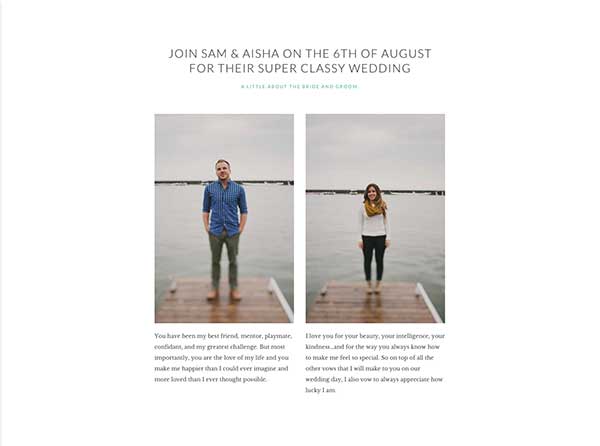 JOIN SAM & AISHA ON THE 6TH OF AUGUST
FOR THEIR SUPER CLASSY WEDDING
A LITTLE ABOUT THE BRIDE AND GROOM
You have been my best friend, mentor, playmate,
confidant, and my greatest challenge. But most
importantly, you are the love of my life and you
make me happier than I could ever imagine and
more loved than I ever thought possible.
I love you for your beauty, your intelligence, your
kindness...and for the way you always know how
to make me feel so special. So on top of all the
other vows that I will make to you on our
wedding day, I also vow to always appreciate how
lucky I am.